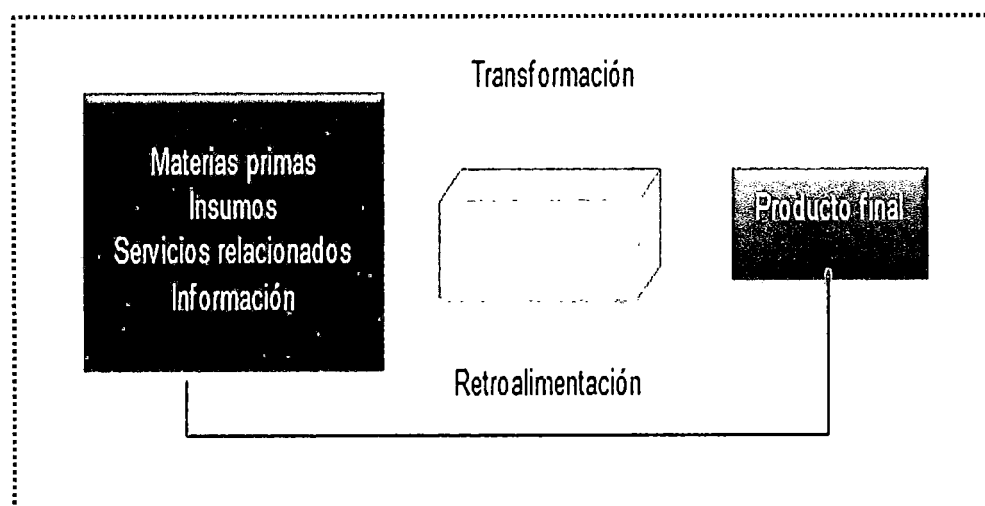 Transformación
Materias primas
Insumos
Servicios relacionados
Información
Producto final
Retroalimentación